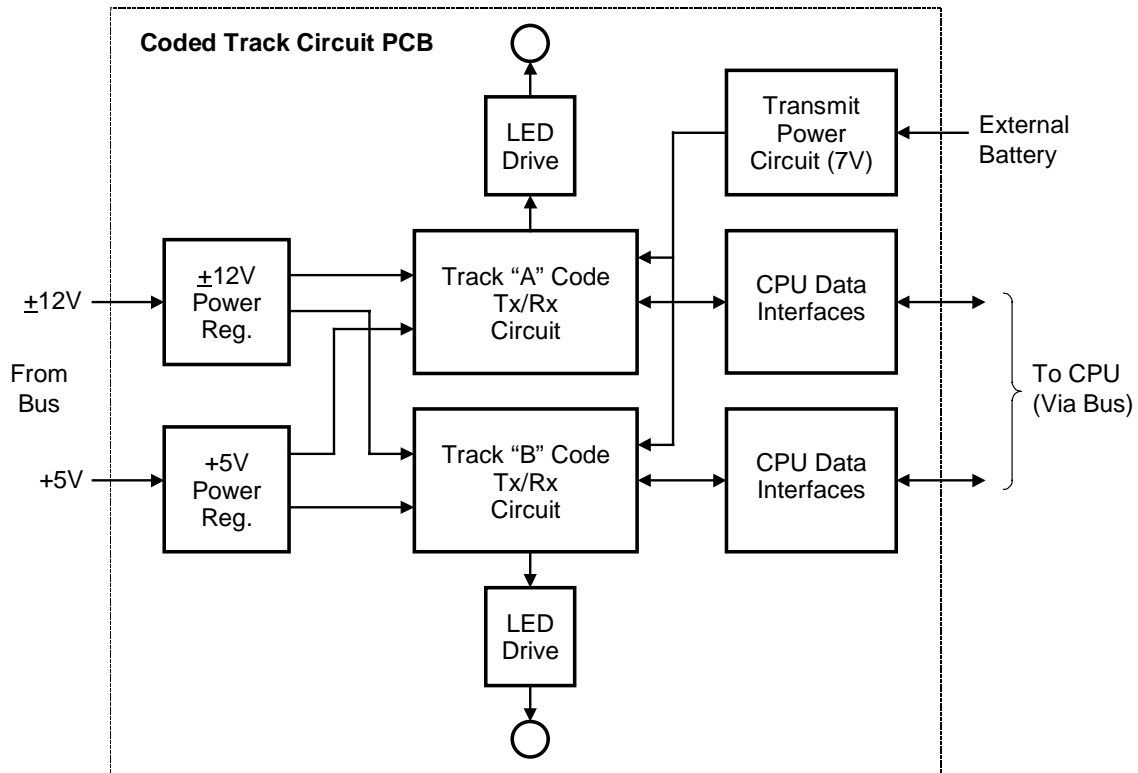 Coded Track Circuit PCB
LED
Drive
Transmit
Power
Circuit (7V)
External
Battery
±12V
±12V
Power
Reg.
Track “A” Code
Tx/Rx
Circuit
CPU Data
Interfaces
From
Bus
To CPU
(Via Bus)
+5V
+5V
Power
Reg.
Track “B” Code
Tx/Rx
Circuit
CPU Data
Interfaces
LED
Drive